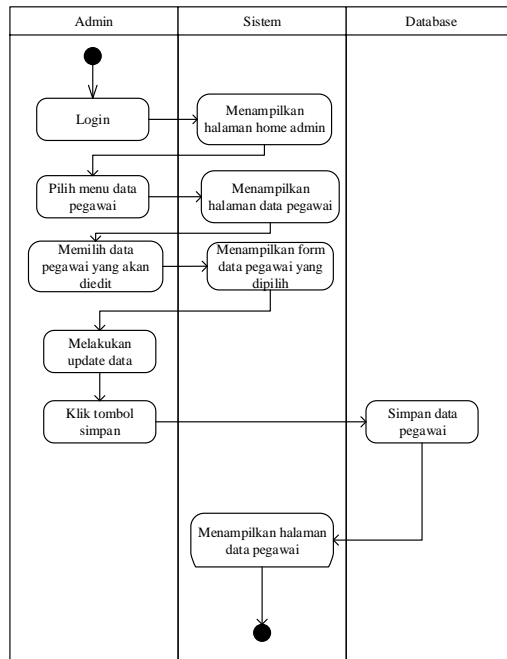 Admin
Sistem
Database
Login
Menampilkan
halaman home admin
Pilih menu data
pegawai
Menampilkan
halaman data pegawai
Memilih data
pegawai yang akan
diedit
Menampilkan form
data pegawai yang
dipilih
Melakukan
update data
Klik tombol
simpan
Simpan data
pegawai
Menampilkan halaman
data pegawai